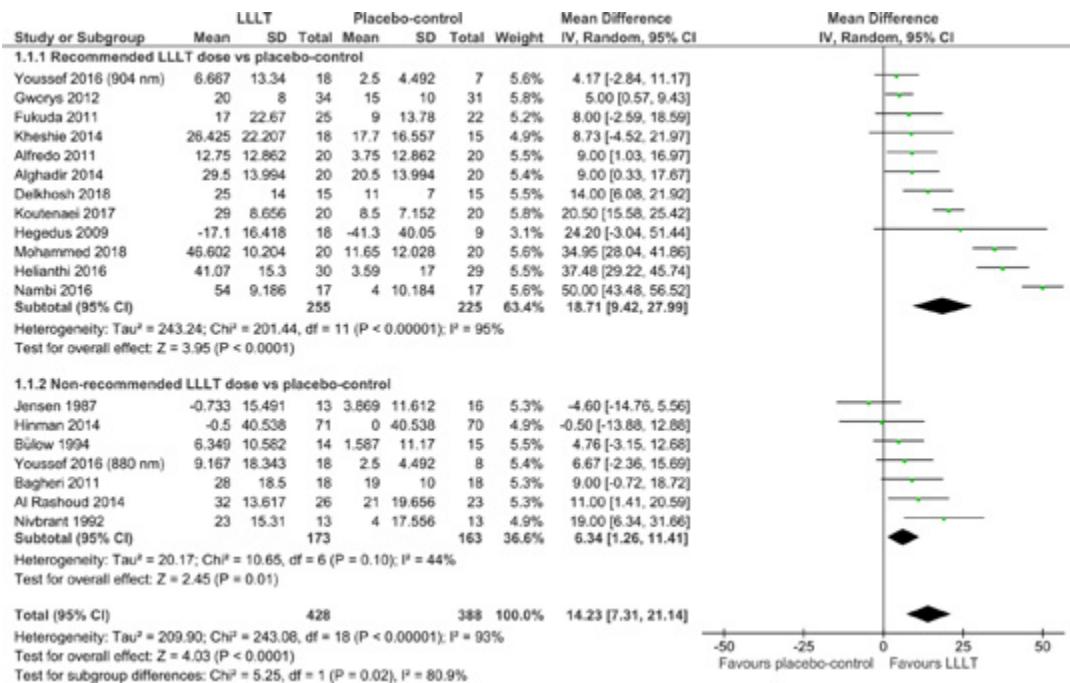 LLLT Placebo-control Mean Difference Mean Difference
Study or Subgroup Mean SD Total Mean SD Total Weight IV, Random, 95% CI IV, Random, 95% CI
1.1.1 Recommended LLLT dose vs placebo-control
Youssef 2016 (904 nm) 6.667 13.34 18 2.5 4.492 7 5.6% 4.17 [-2.84, 11.17]
Gworys 2012 20 8 34 15 10 31 5.8% 5.00 [0.57, 9.43]
Fukuda 2011 17 22.67 25 9 13.78 22 5.2% 8.00 [-2.59, 18.59]
Kheshie 2014 26.425 22.207 18 17.7 16.557 15 4.9% 8.73 [-4.52, 21.97]
Alfredo 2011 12.75 12.862 20 3.75 12.862 20 5.5% 9.00 [1.03, 16.97]
Alghadir 2014 29.5 13.994 20 20.5 13.994 20 5.4% 9.00 [0.33, 17.67]
Delkhosh 2018 25 14 15 11 7 15 5.5% 14.00 [6.08, 21.92]
Koutenaei 2017 29 8.656 20 8.5 7.152 20 5.8% 20.50 [15.58, 25.42]
Hegedus 2009 -17.1 16.418 18 -41.3 40.05 9 3.1% 24.20 [-3.04, 51.44]
Mohammed 2018 46.602 10.204 20 11.65 12.028 20 5.6% 34.95 [28.04, 41.86]
Helianthi 2016 41.07 15.3 30 3.59 17 29 5.5% 37.48 [29.22, 45.74]
Nambi 2016 54 9.186 17 4 10.184 17 5.6% 50.00 [43.48, 56.52]
Subtotal (95% CI) 255 225 63.4% 18.71 [9.42, 27.99]
Heterogeneity: Tau² = 243.24; Chi² = 201.44, df = 11 (P < 0.00001); I² = 95%
Test for overall effect: Z = 3.95 (P < 0.0001)
1.1.2 Non-recommended LLLT dose vs placebo-control
Jensen 1987 -0.733 15.491 13 3.869 11.612 16 5.3% -4.60 [-14.76, 5.56]
Hinman 2014 -0.5 40.538 71 0 40.538 70 4.9% -0.50 [-13.88, 12.88]
Bülow 1994 6.349 10.582 14 1.587 11.17 15 5.5% 4.76 [-3.15, 12.68]
Youssef 2016 (880 nm) 9.167 18.343 18 2.5 4.492 8 5.4% 6.67 [-2.36, 15.69]
Bagheri 2011 28 18.5 18 19 10 18 5.3% 9.00 [-0.72, 18.72]
Al Rashoud 2014 32 13.617 26 21 19.656 23 5.3% 11.00 [1.41, 20.59]
Nivbrant 1992 23 15.31 13 4 17.556 13 4.9% 19.00 [6.34, 31.66]
Subtotal (95% CI) 173 163 36.6% 6.34 [1.26, 11.41]
Heterogeneity: Tau² = 20.17; Chi² = 10.65, df = 6 (P = 0.10); I² = 44%
Test for overall effect: Z = 2.45 (P = 0.01)
Total (95% CI) 428 388 100.0% 14.23 [7.31, 21.14]
Heterogeneity: Tau² = 209.90; Chi² = 243.08, df = 18 (P < 0.00001); I² = 93%
Test for overall effect: Z = 4.03 (P < 0.0001)
Test for subgroup differences: Chi² = 5.25, df = 1 (P = 0.02), I² = 80.9%
-50 -25 0 25 50
Favours placebo-control Favours LLLT